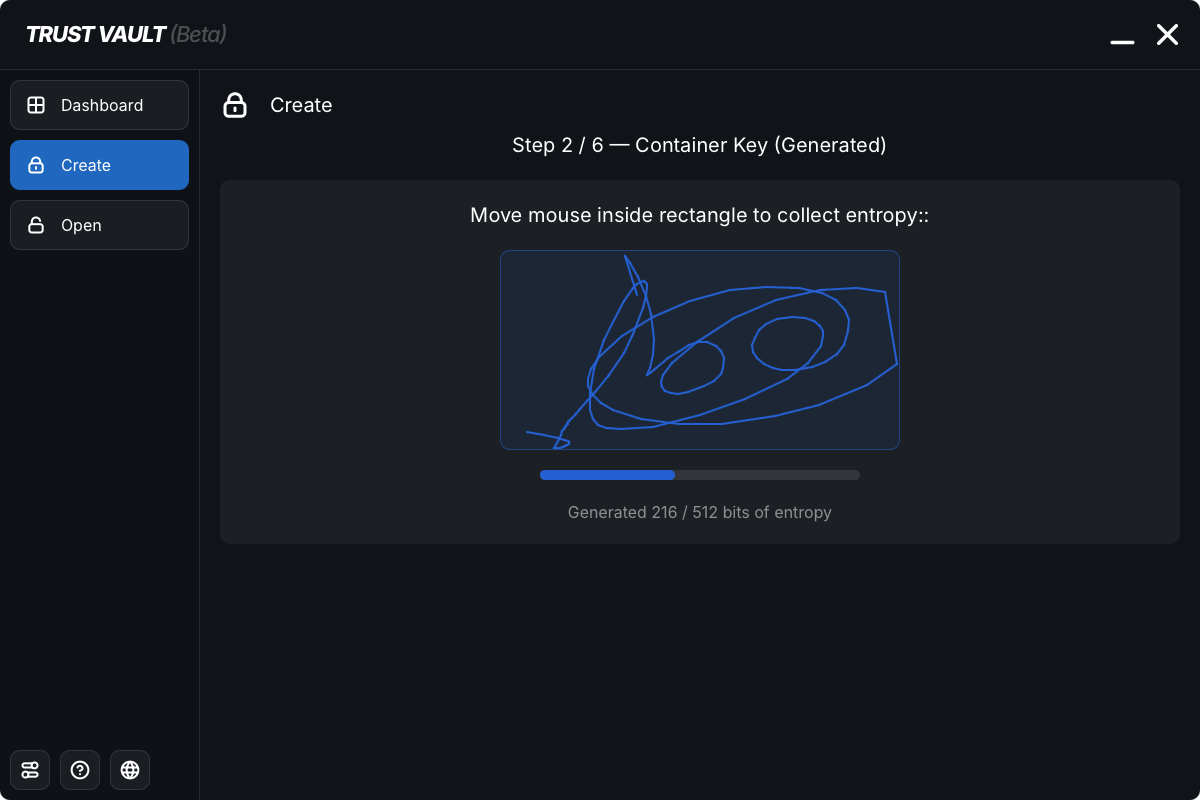 TRUST VAULT (Beta)
Dashboard
Create
Open
Create
Step 2 / 6 — Container Key (Generated)
Move mouse inside rectangle to collect entropy::
Generated 216 / 512 bits of entropy